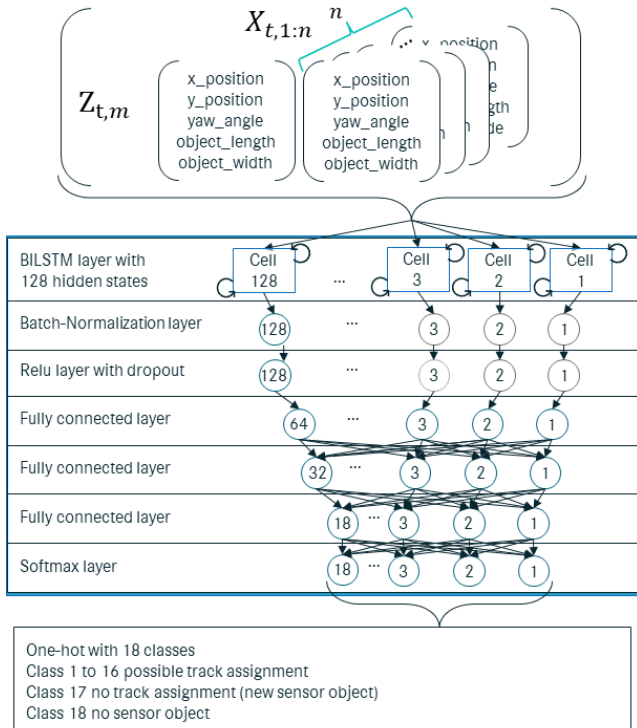 X_{t,1:n} n
Z_{t,m}
x_position
y_position
yaw_angle
object_length
object_width
x_position
y_position
yaw_angle
object_length
object_width
... x_position
BILSTM layer with
128 hidden states
Cell 128 ... Cell 3 Cell 2 Cell 1
Batch-Normalization layer 128 ... 3 2 1
Relu layer with dropout 128 ... 3 2 1
Fully connected layer 64 ... 3 2 1
Fully connected layer 32 ... 3 2 1
Fully connected layer 18 ... 3 2 1
Softmax layer 18 ... 3 2 1
One-hot with 18 classes
Class 1 to 16 possible track assignment
Class 17 no track assignment (new sensor object)
Class 18 no sensor object